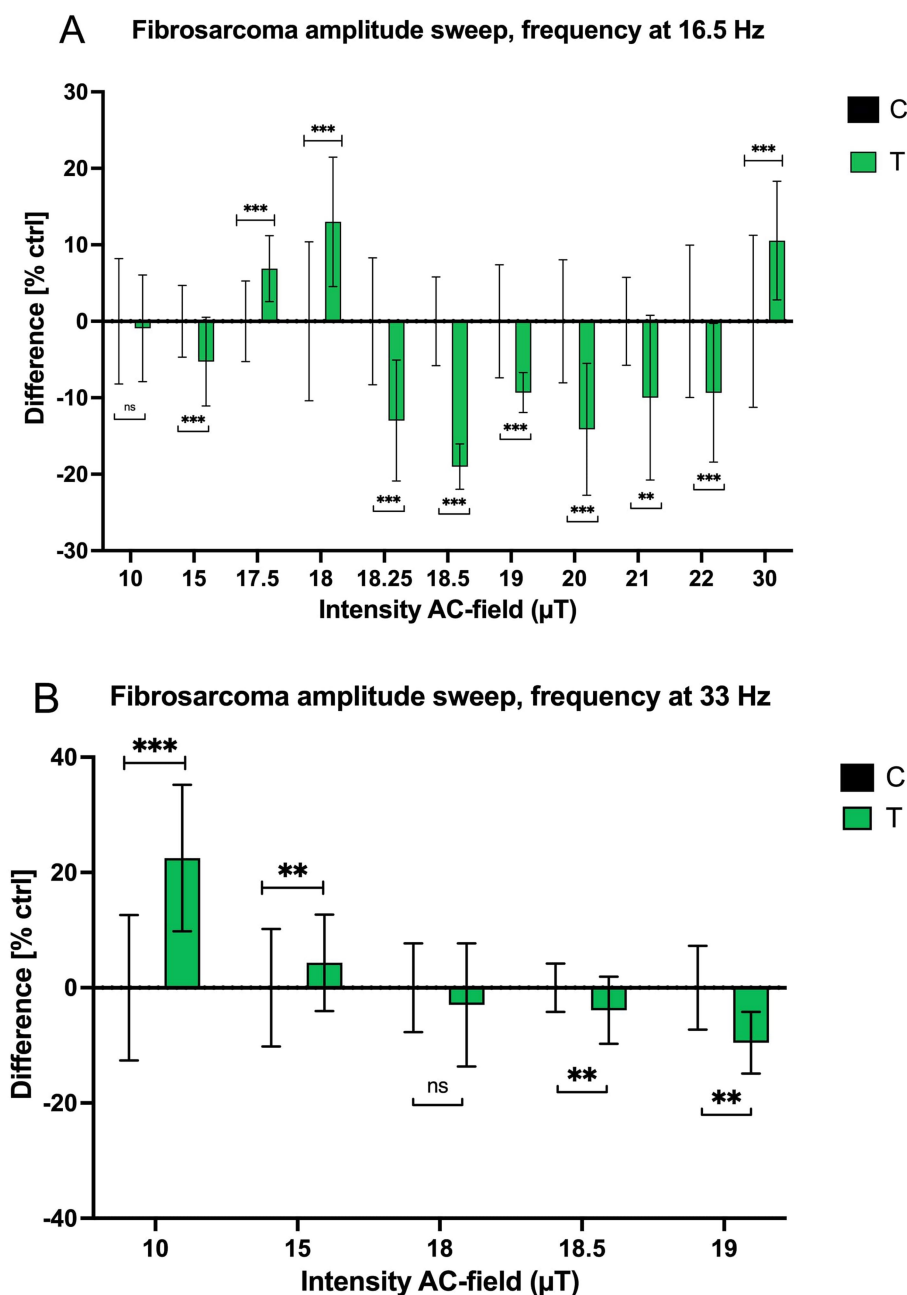 A
Fibrosarcoma amplitude sweep, frequency at 16.5 Hz
C
T
Difference [% ctrl]
30
20
10
0
-10
-20
-30
ns
***
***
***
***
***
***
***
**
***
***
10 15 17.5 18 18.25 18.5 19 20 21 22 30
Intensity AC-field (µT)
B
Fibrosarcoma amplitude sweep, frequency at 33 Hz
C
T
Difference [% ctrl]
40
20
0
-20
-40
***
**
ns
**
**
10 15 18 18.5 19
Intensity AC-field (µT)